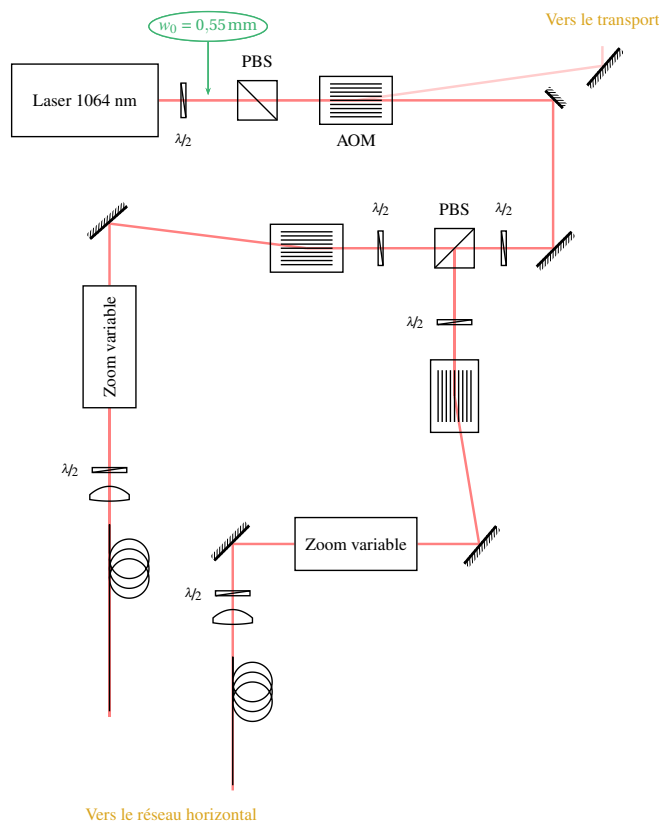 Vers le transport
w₀ = 0,55 mm
PBS
Laser 1064 nm
λ/2
AOM
λ/2
PBS
λ/2
Zoom variable
λ/2
λ/2
Zoom variable
λ/2
Vers le réseau horizontal